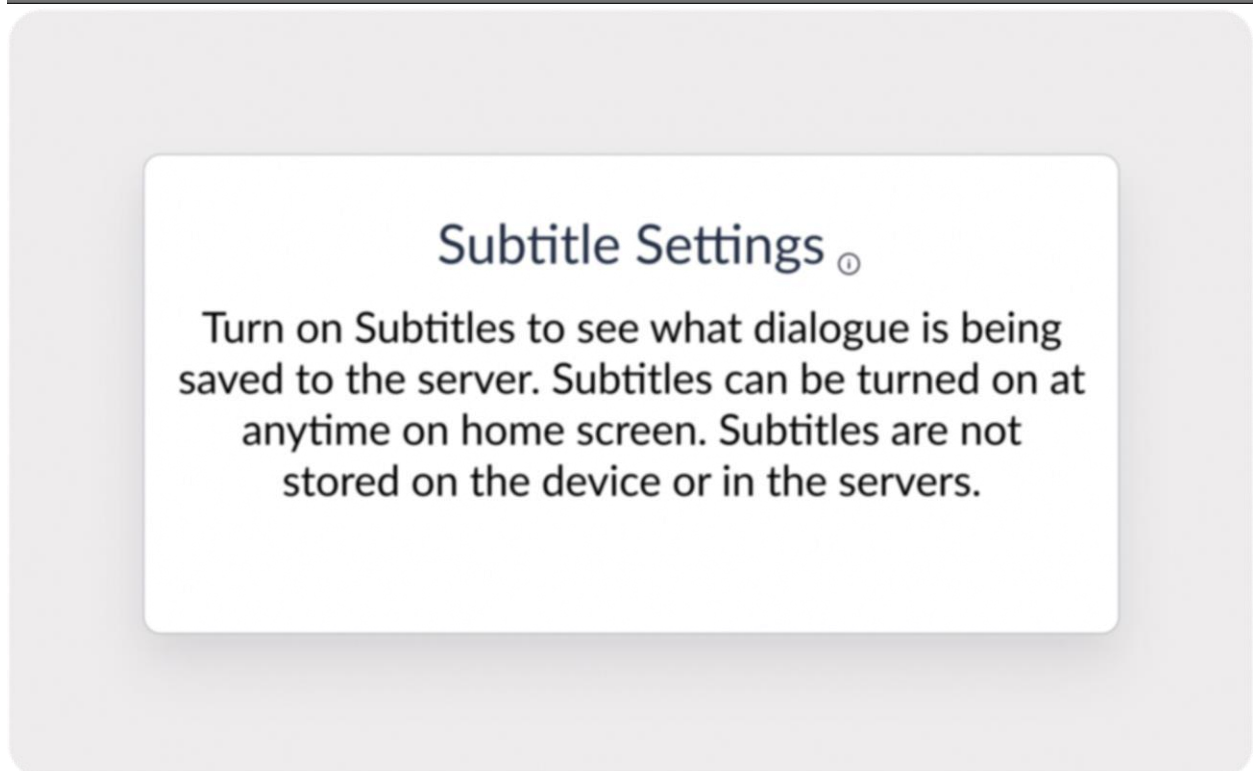 Subtitle Settings
Turn on Subtitles to see what dialogue is being
saved to the server. Subtitles can be turned on at
anytime on home screen. Subtitles are not
stored on the device or in the servers.